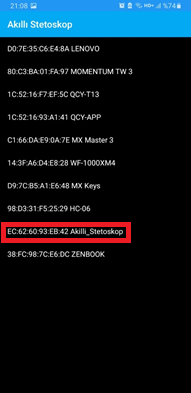 21:08
HD+ 74%
Akıllı Stetoskop
D0:7E:35:C6:E4:8A LENOVO
80:C3:BA:01:FA:97 MOMENTUM TW 3
1C:52:16:F7:EF:5C QCY-T13
1C:52:16:93:A1:41 QCY-APP
C1:66:DA:E9:0A:7E MX Master 3
14:3F:A6:D4:E8:28 WF-1000XM4
D9:7C:B5:A1:E6:48 MX Keys
98:D3:31:F5:25:29 HC-06
EC:62:60:93:EB:42 Akilli_Stetoskop
38:FC:98:7C:E6:DC ZENBOOK